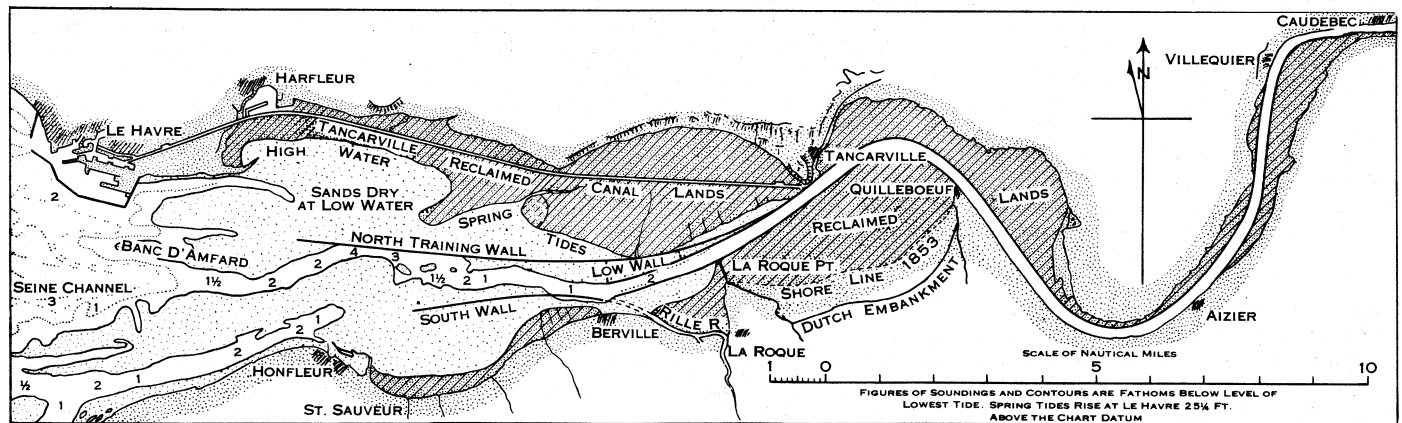 CAUDEBEC
VILLEQUIER
N
HARFLEUR
LE HAVRE
TANCARVILLE RECLAIMED CANAL LANDS
HIGH WATER SPRING TIDES
TANCARVILLE
QUILLEBOEUF
RECLAIMED LANDS
2
SANDS DRY
AT LOW WATER
NORTH TRAINING WALL
BANC D'AMFARD
LOW WALL
LA ROQUE PT.
SHORE LINE 1853
DUTCH EMBANKMENT
SEINE CHANNEL
3 1 1½ 2 2 4 3 1½ 2 1 1 2
SOUTH WALL
BERVILLE
RILLE R.
LA ROQUE
AIZIER
HONFLEUR
ST. SAUVEUR
½ 2 1 2 2 1
1
SCALE OF NAUTICAL MILES
1 0 5 10
FIGURES OF SOUNDINGS AND CONTOURS ARE FATHOMS BELOW LEVEL OF
LOWEST TIDE. SPRING TIDES RISE AT LE HAVRE 25¼ FT.
ABOVE THE CHART DATUM